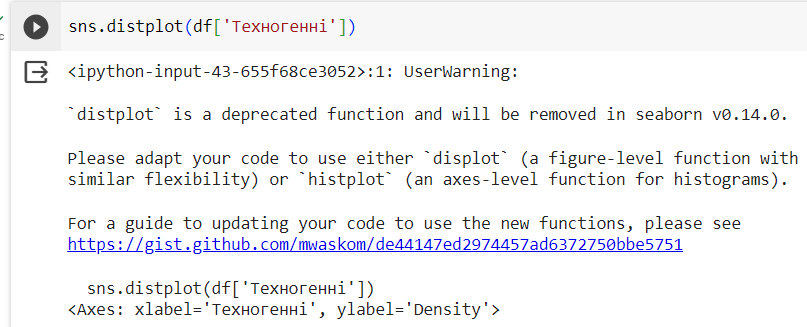 sns.distplot(df['Техногенні'])
<ipython-input-43-655f68ce3052>:1: UserWarning:
`distplot` is a deprecated function and will be removed in seaborn v0.14.0.
Please adapt your code to use either `displot` (a figure-level function with
similar flexibility) or `histplot` (an axes-level function for histograms).
For a guide to updating your code to use the new functions, please see
https://gist.github.com/mwaskom/de44147ed2974457ad6372750bbe5751
sns.distplot(df['Техногенні'])
<Axes: xlabel='Техногенні', ylabel='Density'>